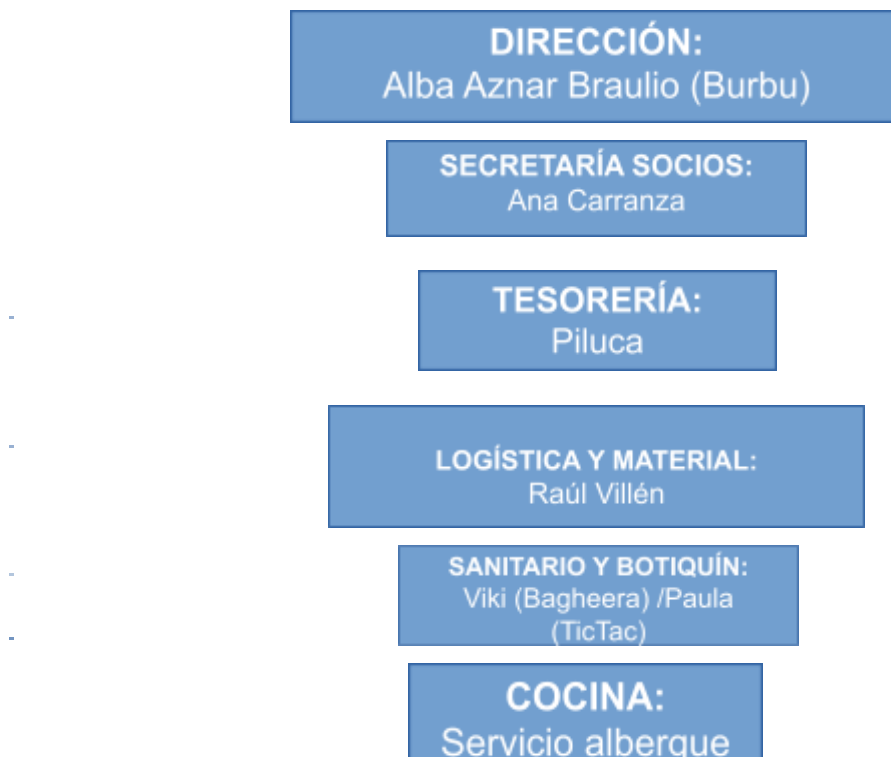 DIRECCIÓN:
Alba Aznar Braulio (Burbu)
SECRETARÍA SOCIOS:
Ana Carranza
TESORERÍA:
Piluca
LOGÍSTICA Y MATERIAL:
Raúl Villén
SANITARIO Y BOTIQUÍN:
Viki (Bagheera) /Paula
(TicTac)
COCINA:
Servicio albergue